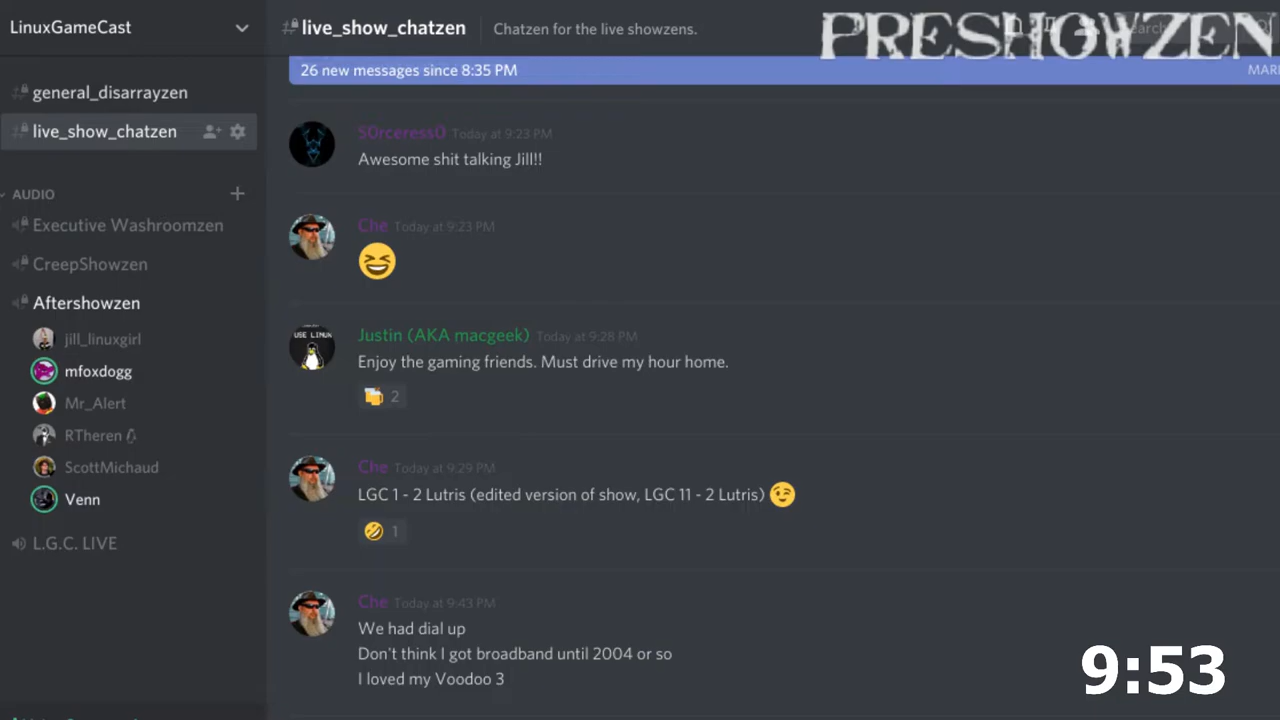 LinuxGameCast
live_show_chatzen
Chatzen for the live showzens.
PRESHOWZEN
26 new messages since 8:35 PM
general_disarrayzen
live_show_chatzen
AUDIO
Executive Washroomzen
CreepShowzen
Aftershowzen
jill_linuxgirl
mfoxdogg
Mr_Alert
RTheren
ScottMichaud
Venn
L.G.C. LIVE
S0rceress0 Today at 9:23 PM
Awesome shit talking Jill!!
Che Today at 9:23 PM
Justin (AKA macgeek) Today at 9:28 PM
Enjoy the gaming friends. Must drive my hour home.
2
Che Today at 9:29 PM
LGC 1 - 2 Lutris (edited version of show, LGC 11 - 2 Lutris)
1
Che Today at 9:43 PM
We had dial up
Don't think I got broadband until 2004 or so
I loved my Voodoo 3
9:53